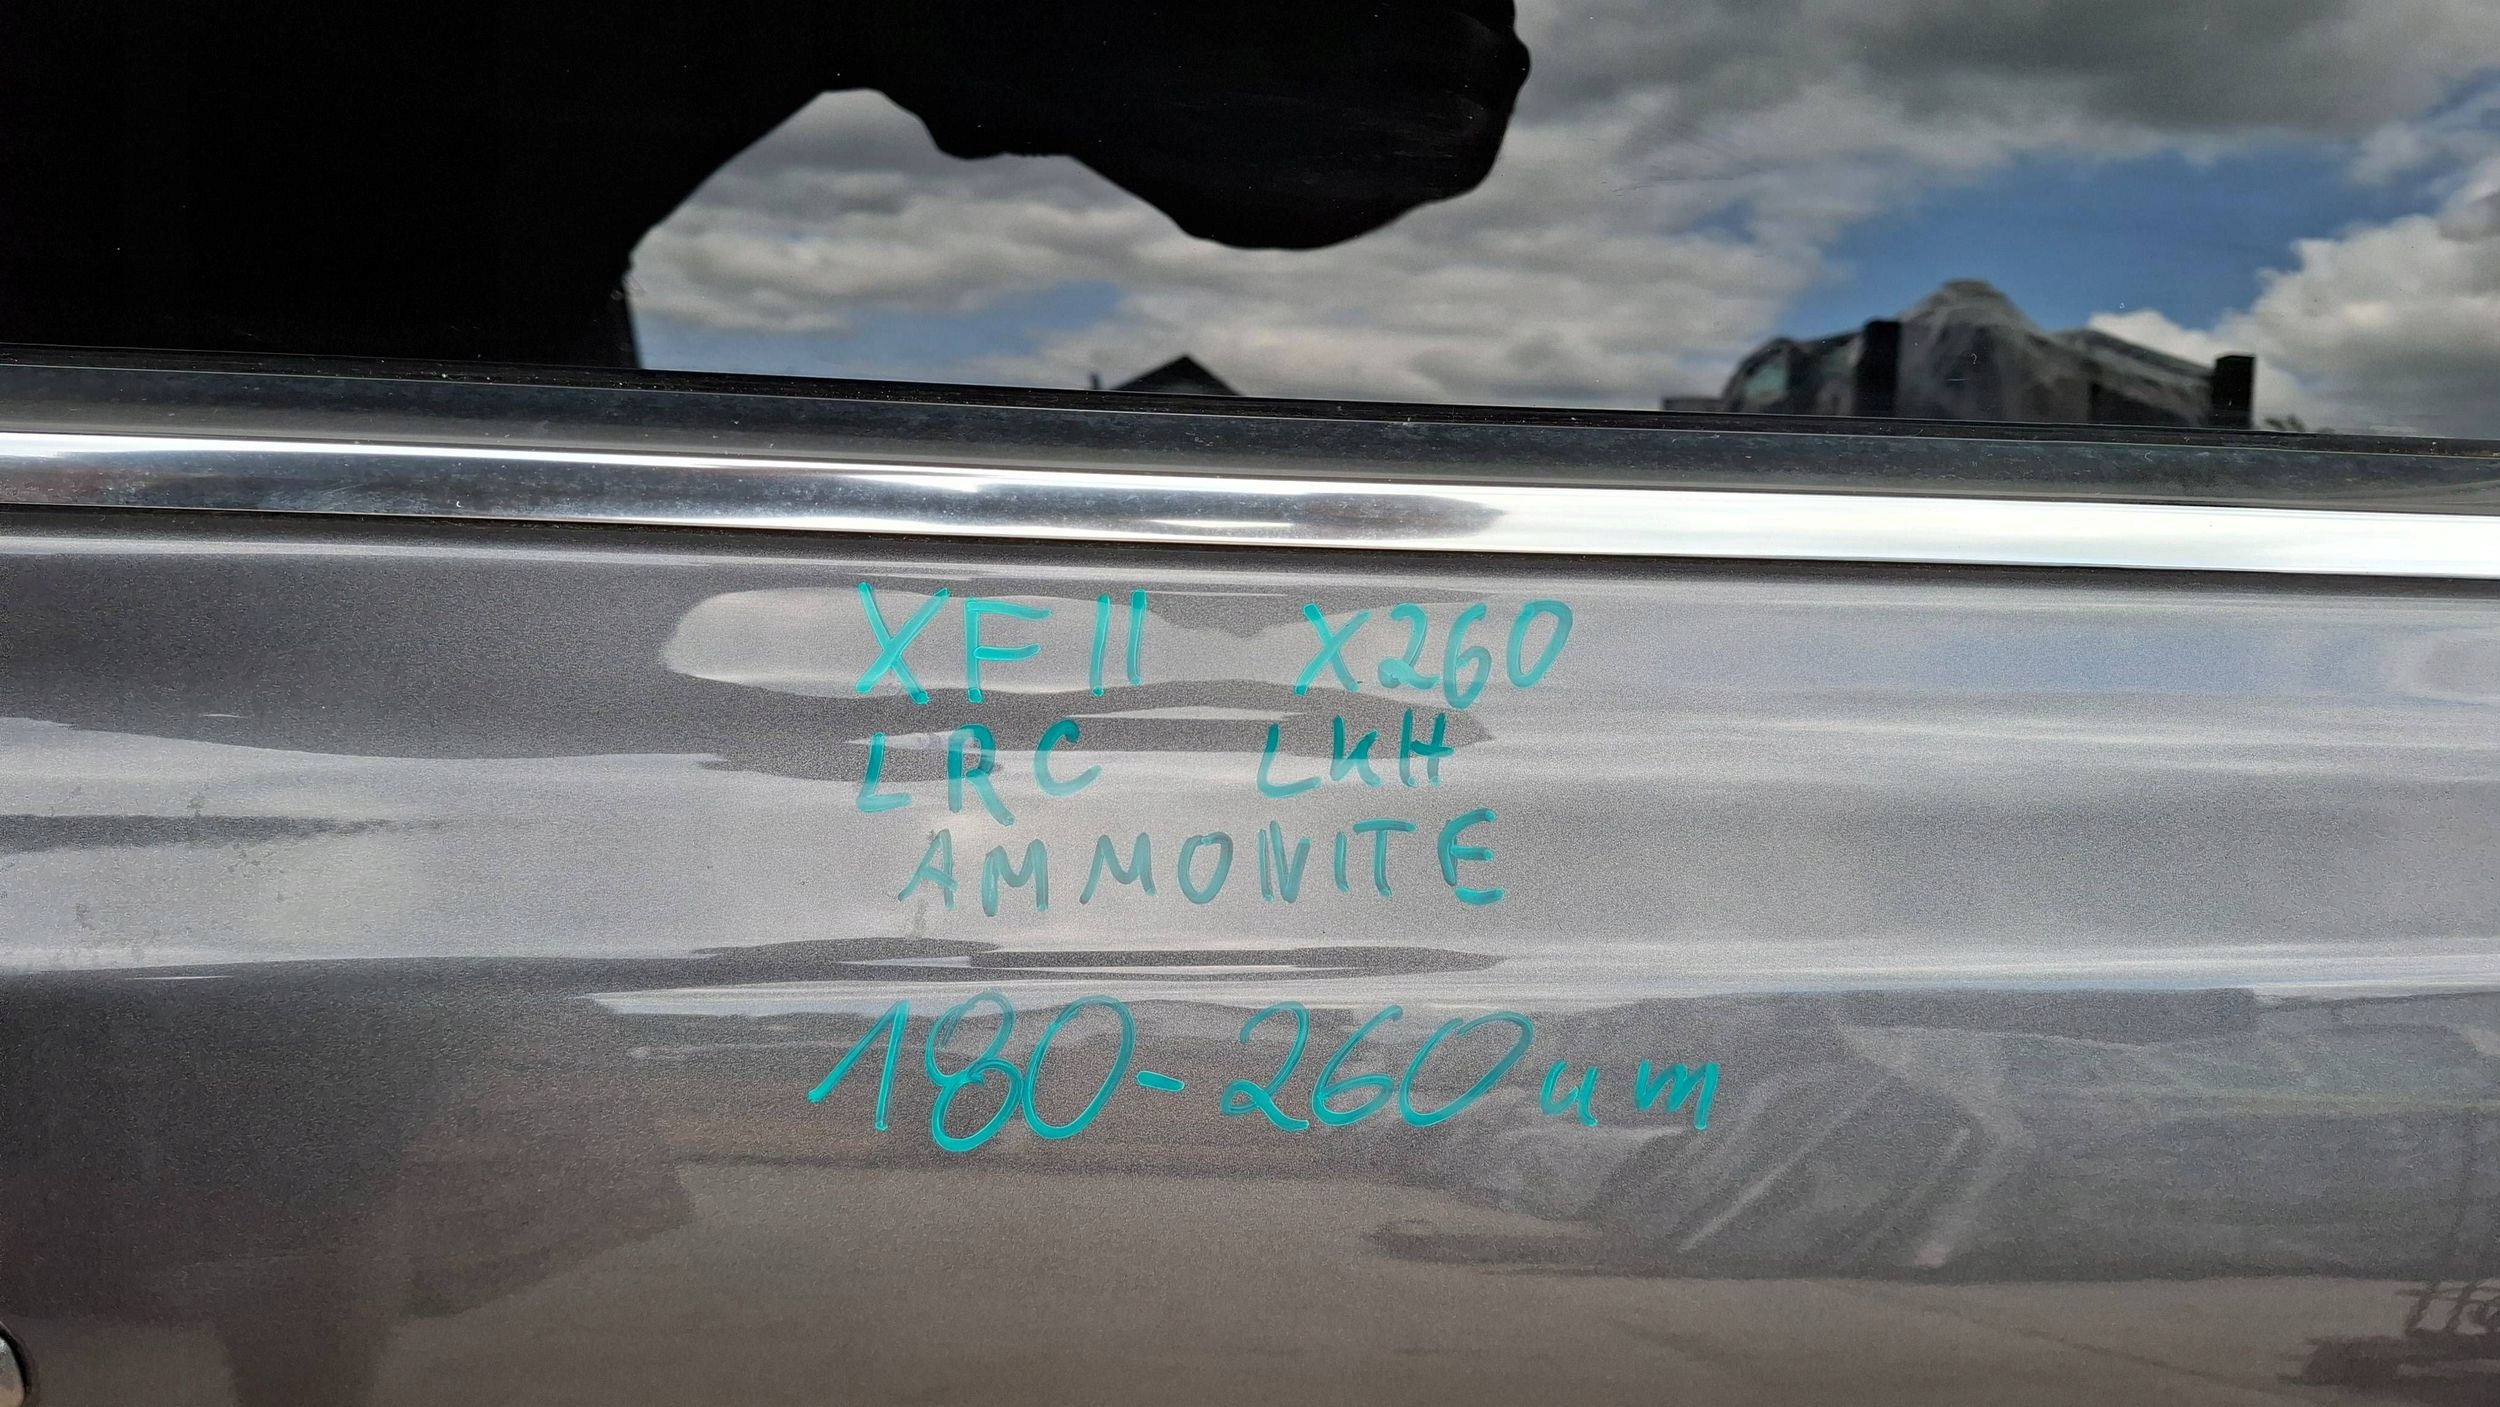 XF II X260
LRC LKH
AMMONITE
180-260um